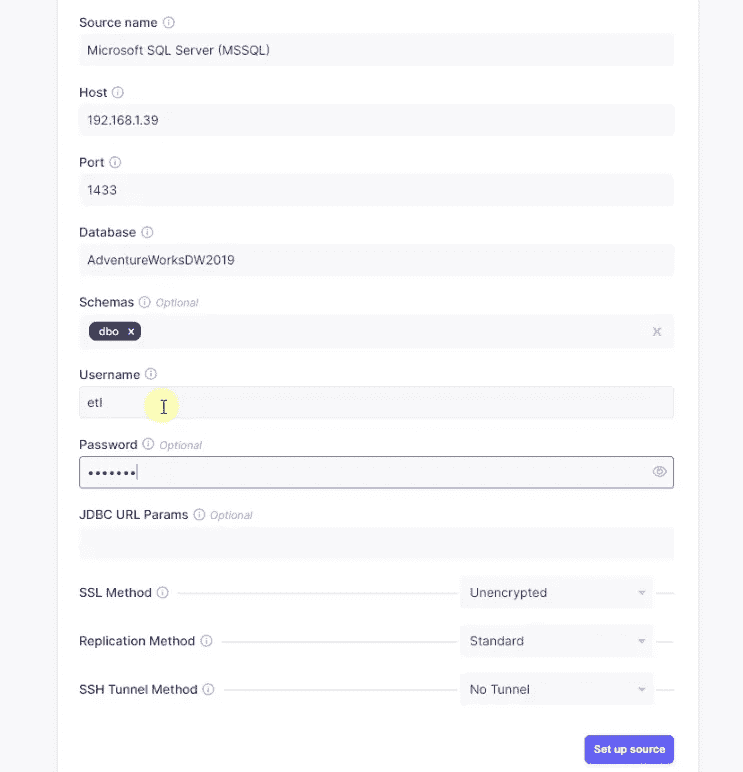 Source name
Microsoft SQL Server (MSSQL)
Host
192.168.1.39
Port
1433
Database
AdventureWorksDW2019
Schemas Optional
dbo x x
Username
etl
Password Optional
•••••••
JDBC URL Params Optional
SSL Method Unencrypted
Replication Method Standard
SSH Tunnel Method No Tunnel
Set up source